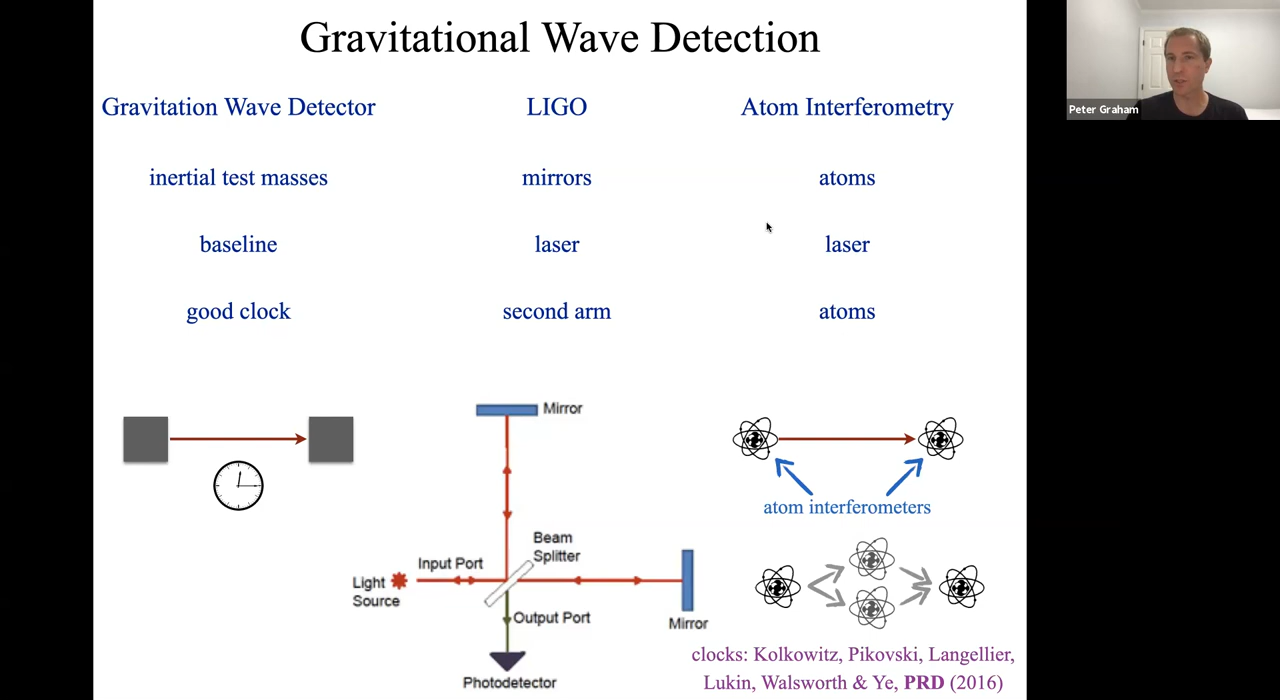 Gravitational Wave Detection
Peter Graham
Gravitation Wave Detector LIGO Atom Interferometry
inertial test masses mirrors atoms
baseline laser laser
good clock second arm atoms
Mirror
atom interferometers
Beam
Splitter
Input Port
Light
Source
Output Port
Mirror
Photodetector
clocks: Kolkowitz, Pikovski, Langellier,
Lukin, Walsworth & Ye, PRD (2016)